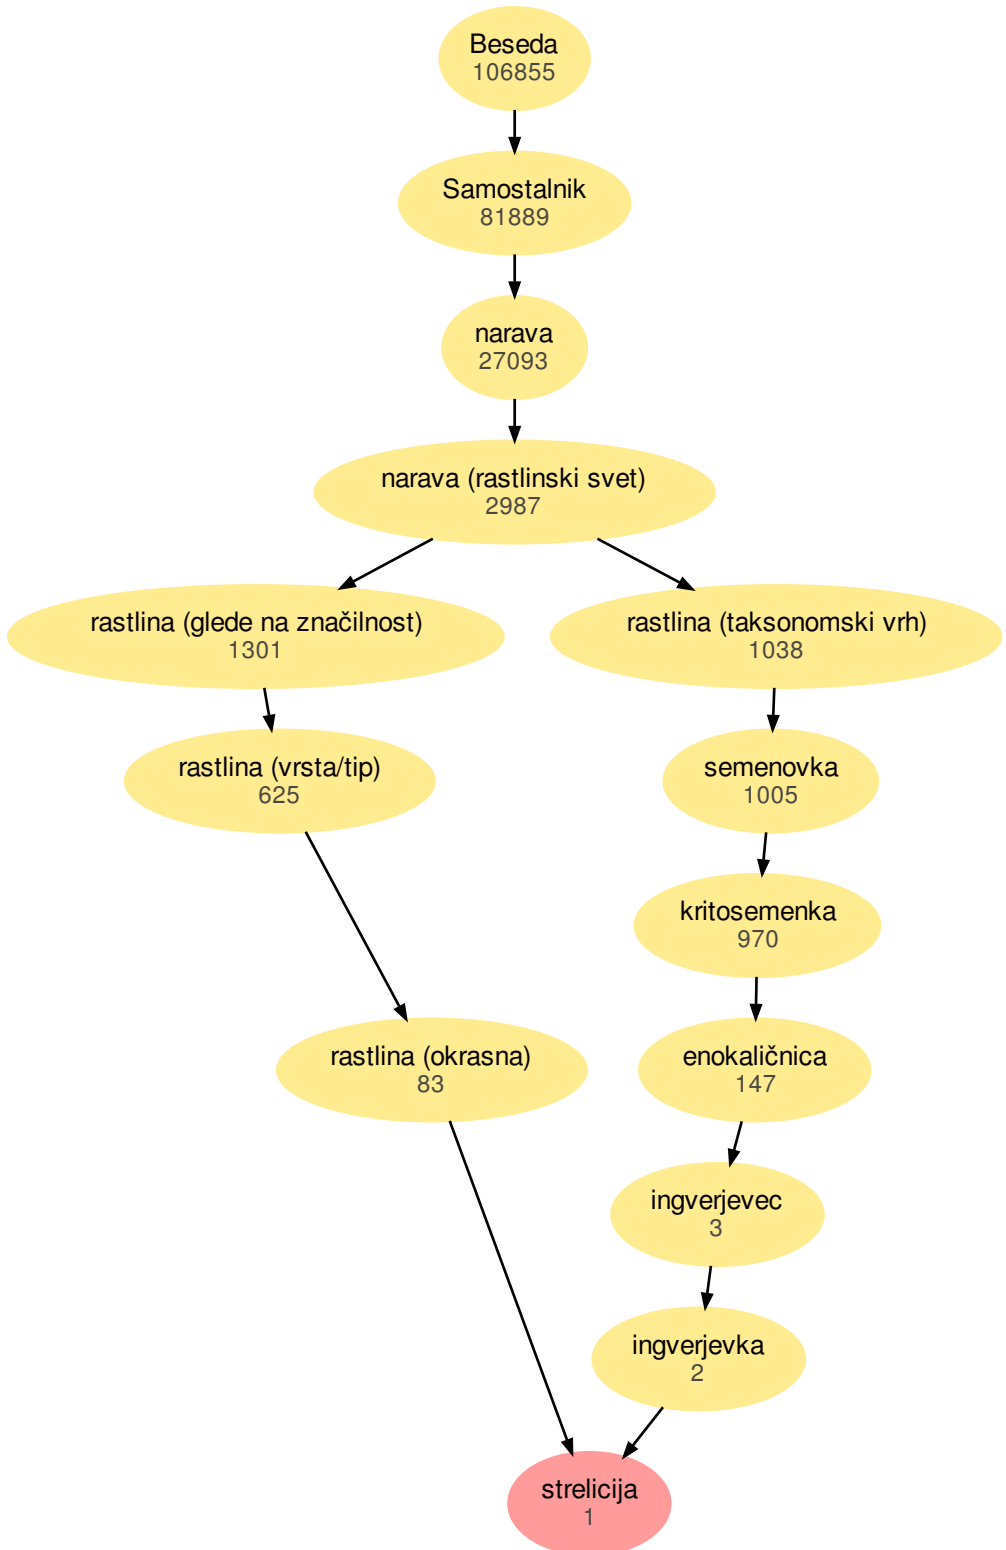 Beseda
106855
Samostalnik
81889
narava
27093
narava (rastlinski svet)
2987
rastlina (glede na značilnost)
1301
rastlina (taksonomski vrh)
1038
rastlina (vrsta/tip)
625
semenovka
1005
kritosemenka
970
rastlina (okrasna)
83
enokaličnica
147
ingverjevec
3
ingverjevka
2
strelicija
1